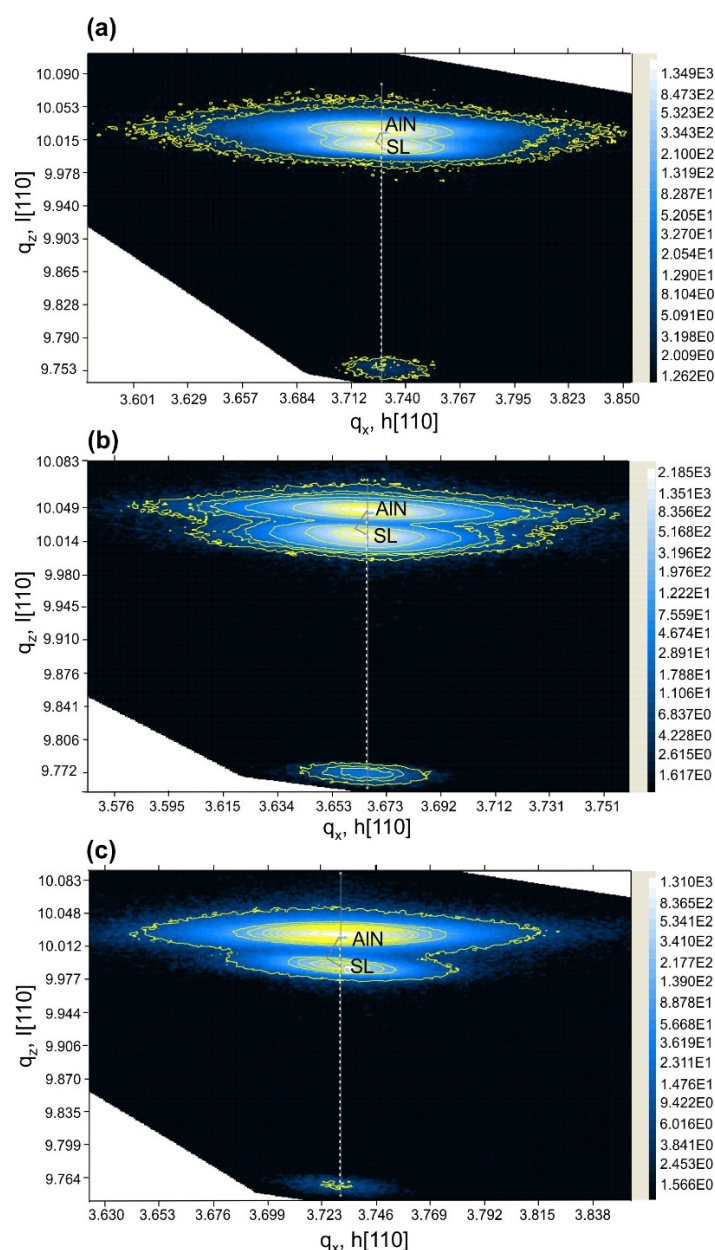 (a)
10.090
10.053
10.015
9.978
9.940
9.903
9.865
9.828
9.790
9.753
q_z, l[110]
AlN
SL
3.601 3.629 3.657 3.684 3.712 3.740 3.767 3.795 3.823 3.850
q_x, h[110]
1.349E3
8.473E2
5.323E2
3.343E2
2.100E2
1.319E2
8.287E1
5.205E1
3.270E1
2.054E1
1.290E1
8.104E0
5.091E0
3.198E0
2.009E0
1.262E0
(b)
10.083
10.049
10.014
9.980
9.945
9.910
9.876
9.841
9.806
9.772
q_z, l[110]
AlN
SL
3.576 3.595 3.615 3.634 3.653 3.673 3.692 3.712 3.731 3.751
q_x, h[110]
2.185E3
1.351E3
8.356E2
5.168E2
3.196E2
1.976E2
1.222E1
7.559E1
4.674E1
2.891E1
1.788E1
1.106E1
6.837E0
4.228E0
2.615E0
1.617E0
(c)
10.083
10.048
10.012
9.977
9.944
9.906
9.870
9.835
9.799
9.764
q_z, l[110]
AlN
SL
3.630 3.653 3.676 3.699 3.723 3.746 3.769 3.792 3.815 3.838
q_x, h[110]
1.310E3
8.365E2
5.341E2
3.410E2
2.177E2
1.390E2
8.878E1
5.668E1
3.619E1
2.311E1
1.476E1
9.422E0
6.016E0
3.841E0
2.453E0
1.566E0